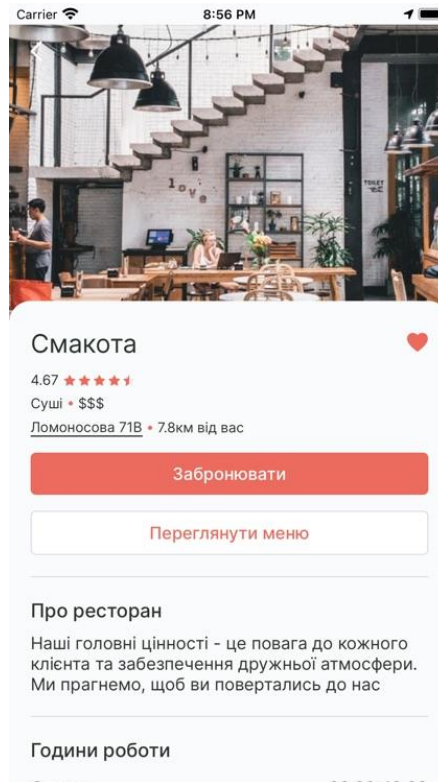 Carrier
8:56 PM
love
TOILET
Смакота
4.67
Суші • $$$
Ломоносова 71В • 7.8км від вас
Забронювати
Переглянути меню
Про ресторан
Наші головні цінності - це повага до кожного
клієнта та забезпечення дружньої атмосфери.
Ми прагнемо, щоб ви повертались до нас
Години роботи